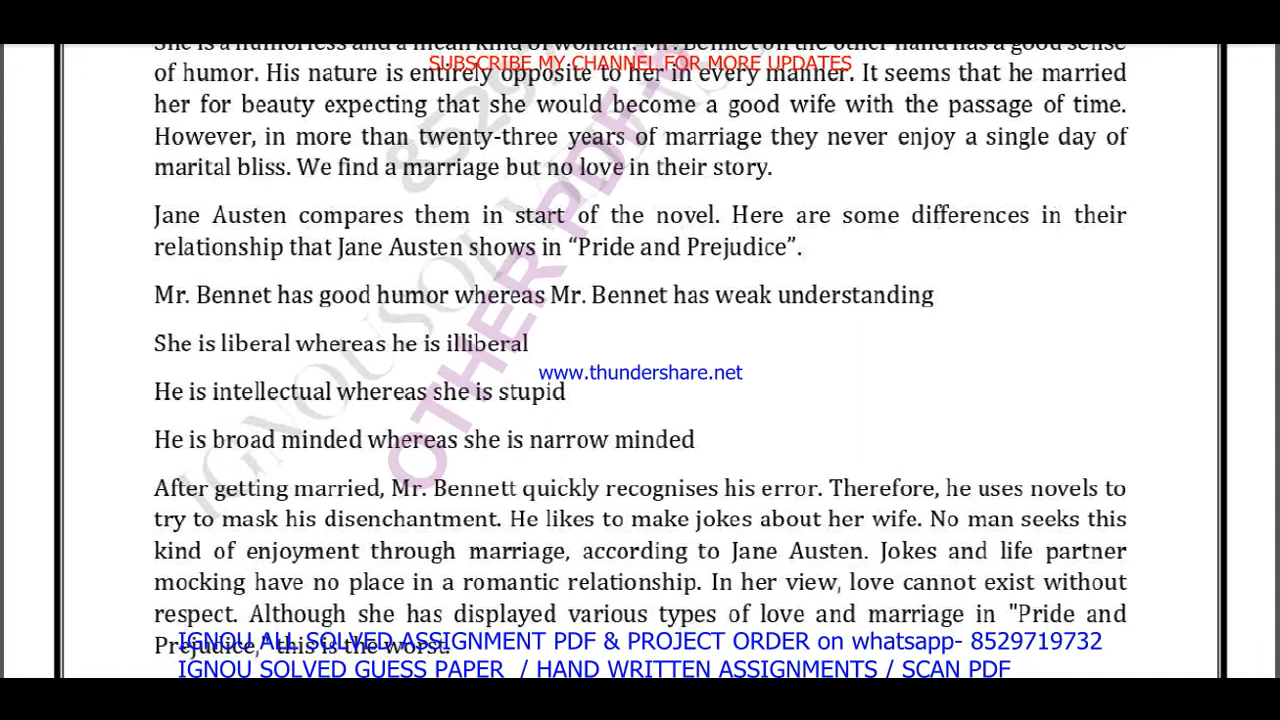 She is a humorless and a mean kind of woman. Mr. Bennet on the other hand has a good sense
SUBSCRIBE MY CHANNEL FOR MORE UPDATES
of humor. His nature is entirely opposite to her in every manner. It seems that he married
her for beauty expecting that she would become a good wife with the passage of time.
However, in more than twenty-three years of marriage they never enjoy a single day of
marital bliss. We find a marriage but no love in their story.
Jane Austen compares them in start of the novel. Here are some differences in their
relationship that Jane Austen shows in “Pride and Prejudice”.
Mr. Bennet has good humor whereas Mr. Bennet has weak understanding
She is liberal whereas he is illiberal
www.thundershare.net
He is intellectual whereas she is stupid
He is broad minded whereas she is narrow minded
After getting married, Mr. Bennett quickly recognises his error. Therefore, he uses novels to
try to mask his disenchantment. He likes to make jokes about her wife. No man seeks this
kind of enjoyment through marriage, according to Jane Austen. Jokes and life partner
mocking have no place in a romantic relationship. In her view, love cannot exist without
respect. Although she has displayed various types of love and marriage in "Pride and
Prejudice," this is the worst.
IGNOU ALL SOLVED ASSIGNMENT PDF & PROJECT ORDER on whatsapp- 8529719732
IGNOU SOLVED GUESS PAPER / HAND WRITTEN ASSIGNMENTS / SCAN PDF
OTHER PDF